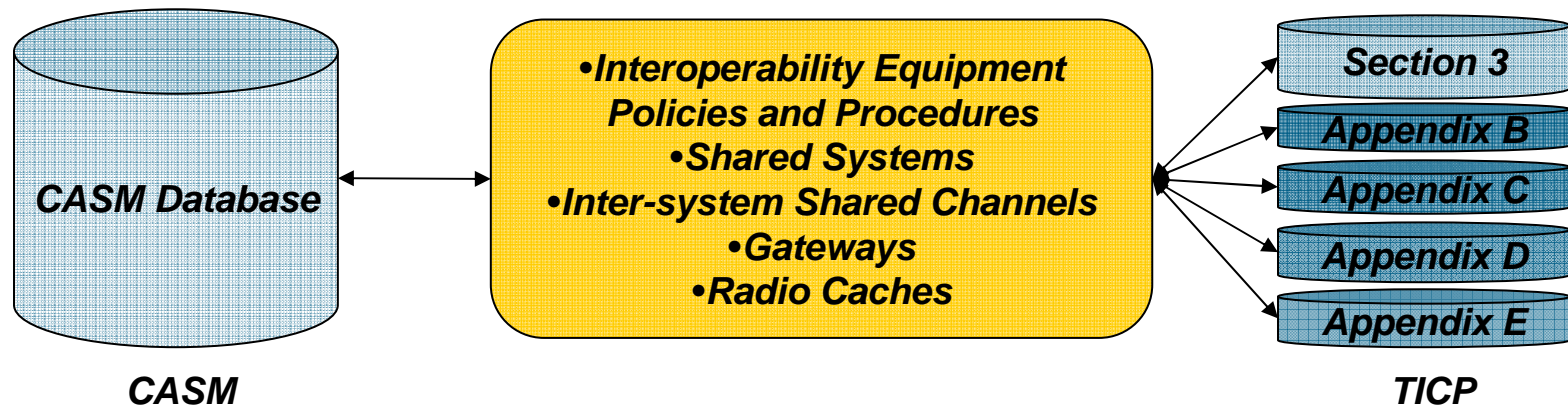 CASM Database
•Interoperability Equipment
Policies and Procedures
•Shared Systems
•Inter-system Shared Channels
•Gateways
•Radio Caches
Section 3
Appendix B
Appendix C
Appendix D
Appendix E
CASM
TICP